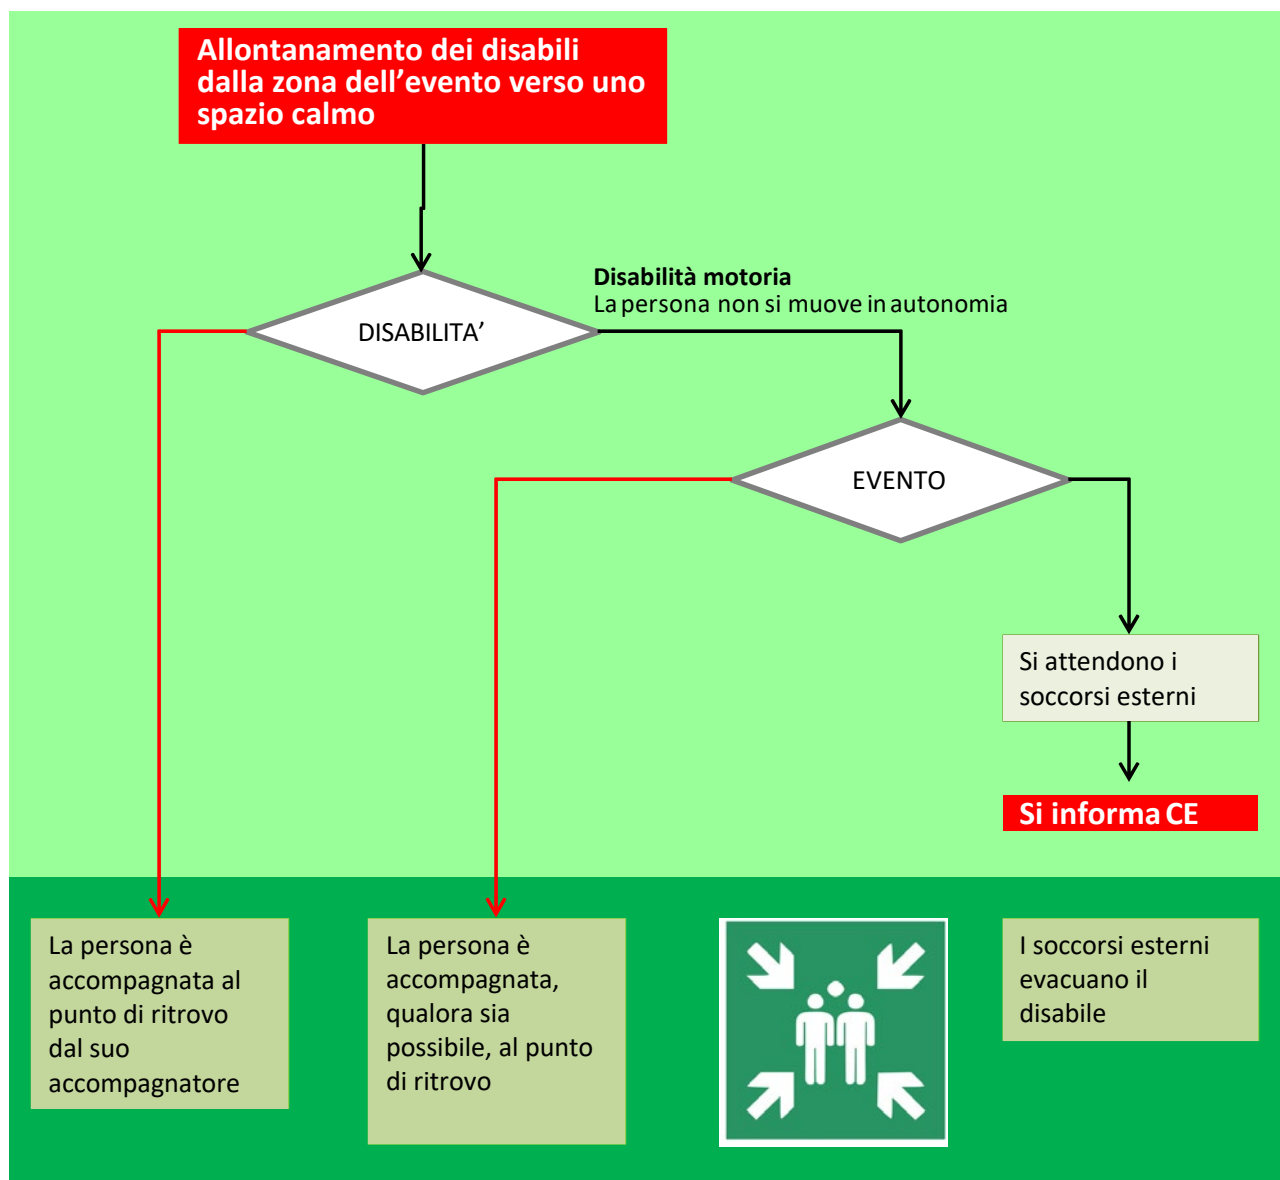 Allontanamento dei disabili
dalla zona dell’evento verso uno
spazio calmo
Disabilità motoria
La persona non si muove in autonomia
DISABILITA’
EVENTO
Si attendono i
soccorsi esterni
Si informa CE
La persona è
accompagnata al
punto di ritrovo
dal suo
accompagnatore
La persona è
accompagnata,
qualora sia
possibile, al punto
di ritrovo
I soccorsi esterni
evacuano il
disabile